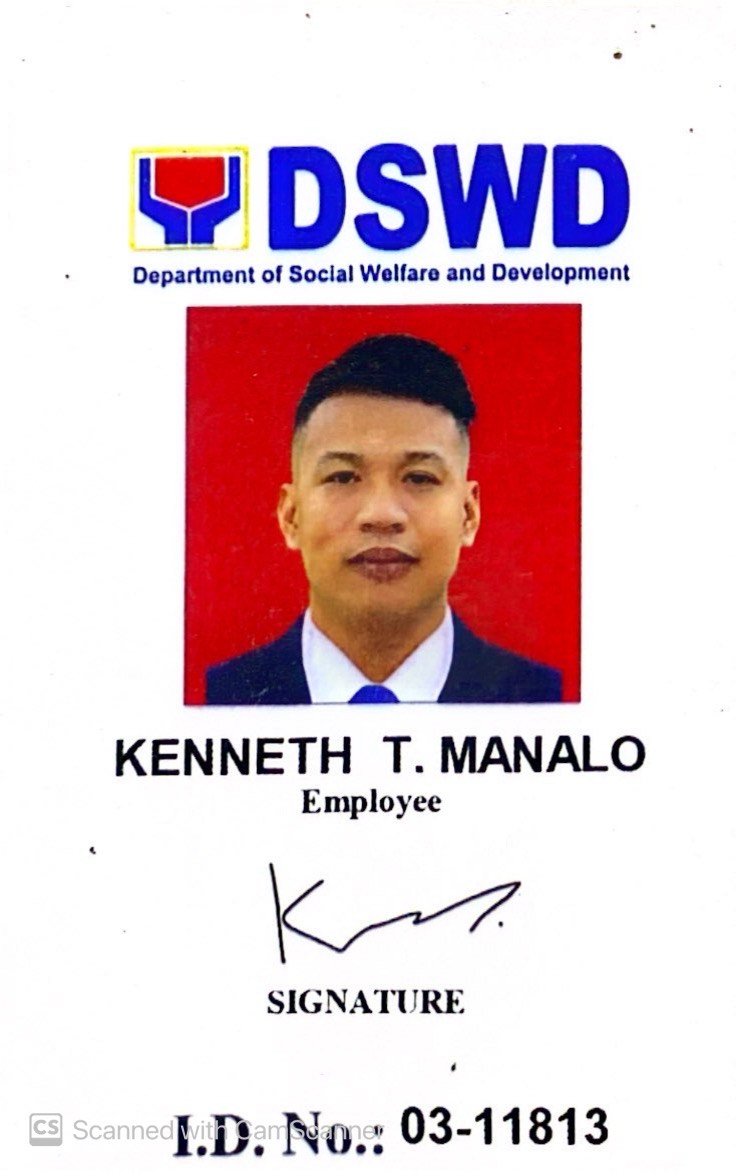 DSWD
Department of Social Welfare and Development
KENNETH T. MANALO
Employee
SIGNATURE
I.D. No.: 03-11813
CS Scanned with CamScanner